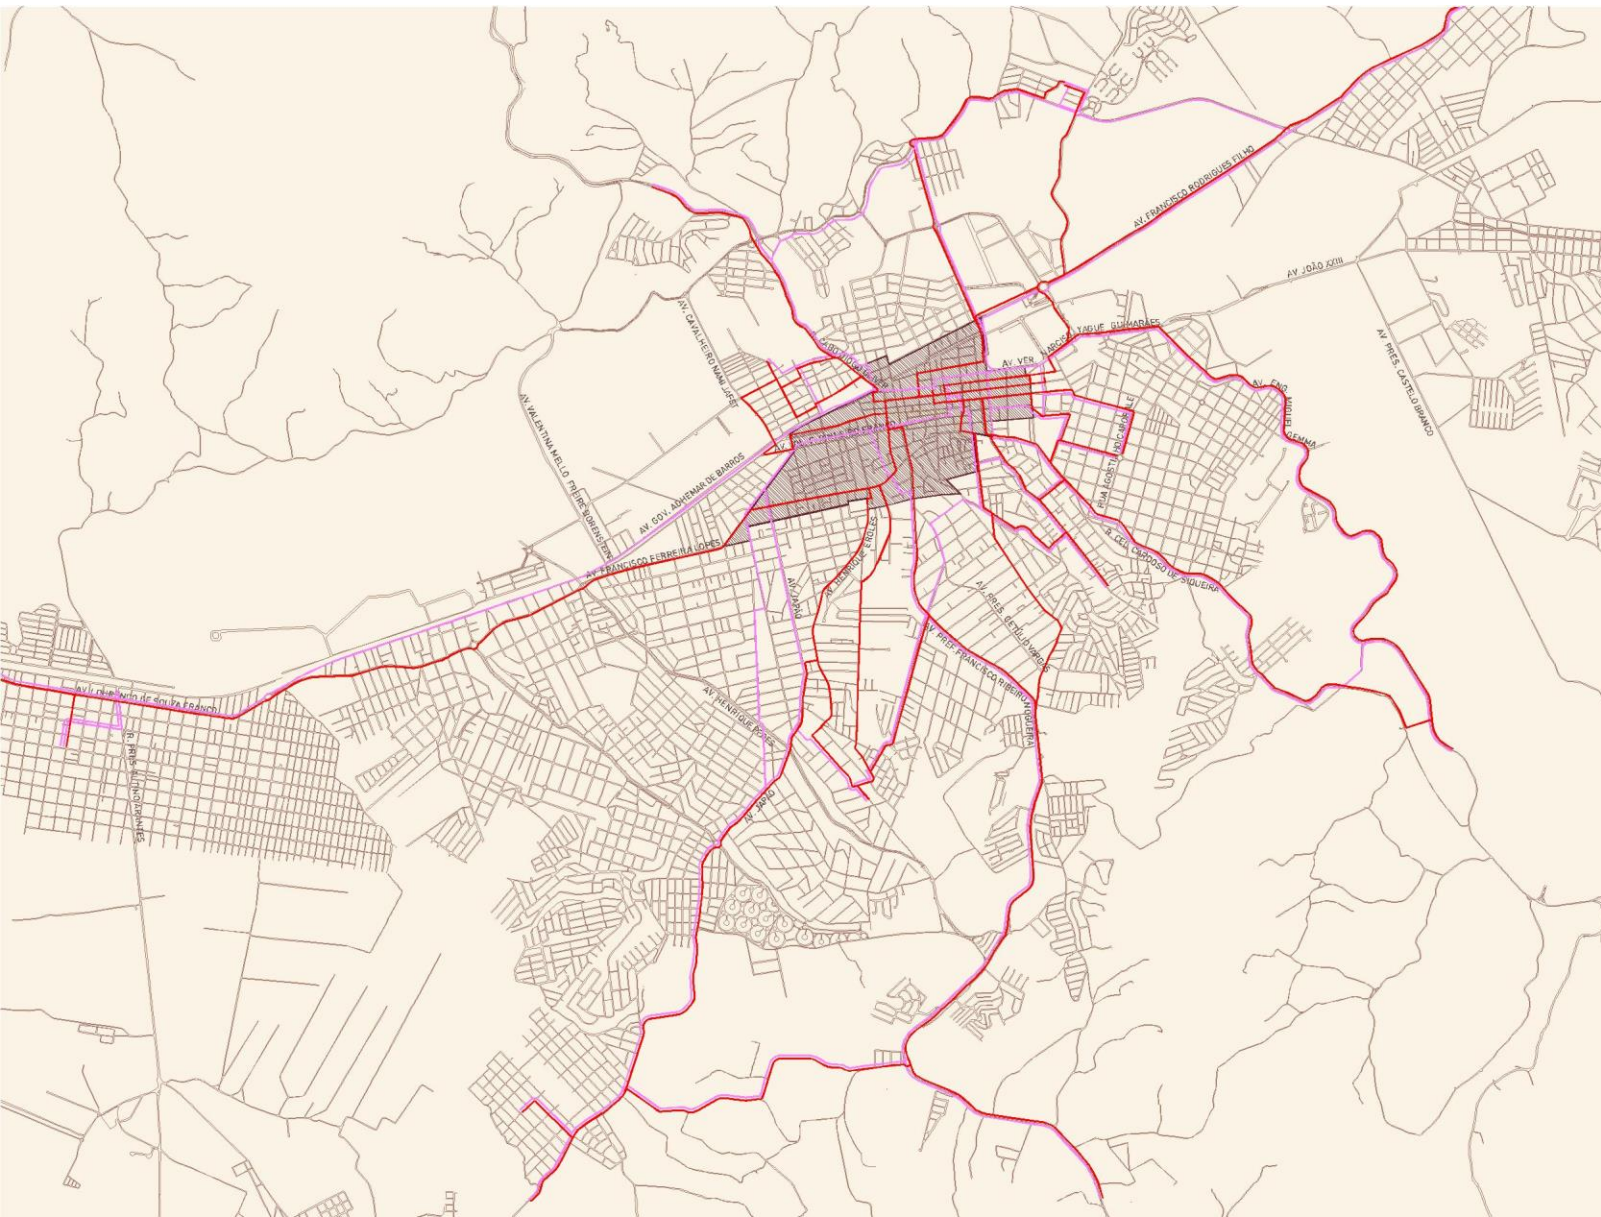 AV. FRANCISCO RODRIGUES FILHO
AV. JOÃO XXIII
AV. CAVALHEIRO NAMI JAFET
AV. VER. NARCISO YAGUE GUIMARÃES
AV. PRES. CASTELO BRANCO
AV. ENG. MIGUEL GEMMA
AV. VALENTINA MELLO FREIRE BORENSTEIN
AV. GOV. ADHEMAR DE BARROS
AV. FRANCISCO FERREIRA LOPES
AV. HENRIQUE EROLES
R. CEL. CARDOSO DE SIQUEIRA
AV. JAPÃO
AV. PRES. GETÚLIO VARGAS
AV. PREF. FRANCISCO RIBEIRO NOGUEIRA
AV. LOURENÇO DE SOUZA FRANCO
AV. HENRIQUE PERES
AV. JAPÃO